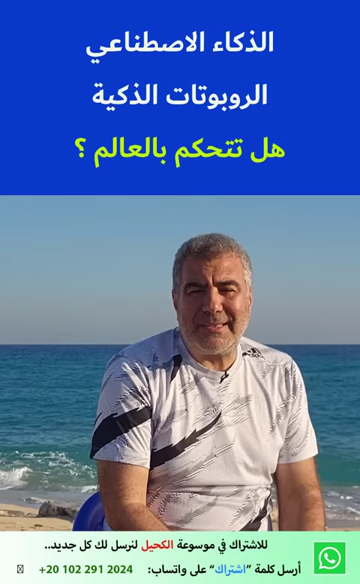 الذكاء الاصطناعي
الروبوتات الذكية
هل تتحكم بالعالم ؟
للاشتراك في موسوعة الكحيل لنرسل لك كل جديد..
أرسل كلمة "اشتراك" على واتساب: +20 102 291 2024